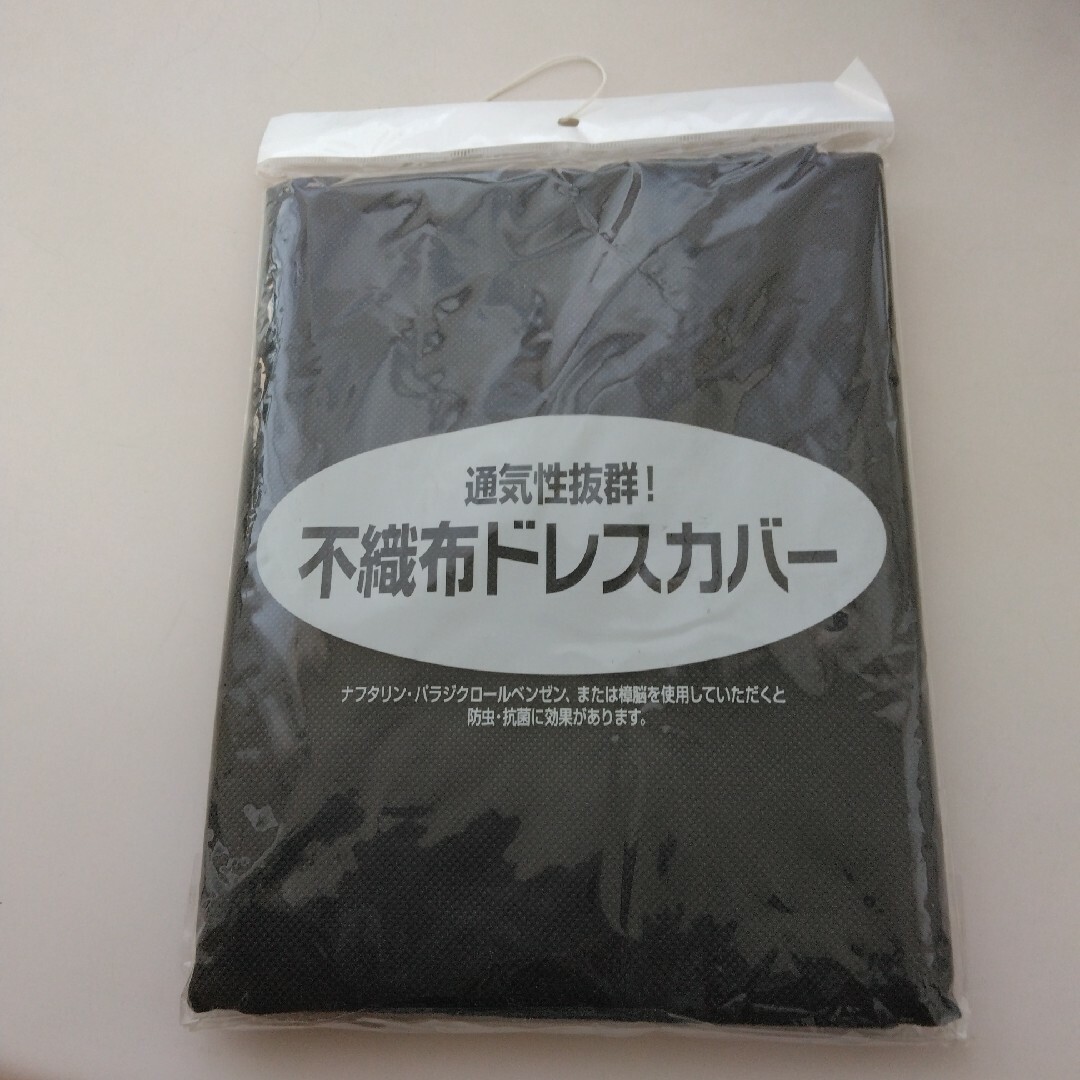 通気性抜群!
不織布ドレスカバー
ナフタリン・パラジクロールベンゼン、または樟脳を使用していただくと
防虫・抗菌に効果があります。